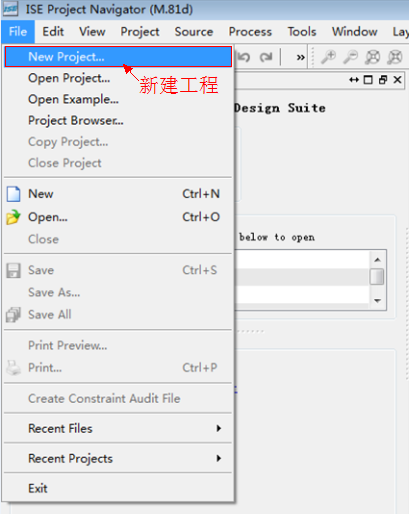 ISE Project Navigator (M.81d)
File Edit View Project Source Process Tools Window Layo
New Project...
新建工程
Open Project...
Open Example...
Project Browser...
Copy Project...
Close Project
Design Suite
New Ctrl+N
Open... Ctrl+O
Close
below to open
Save Ctrl+S
Save As...
Save All
Print Preview...
Print... Ctrl+P
Create Constraint Audit File
Recent Files
Recent Projects
Exit